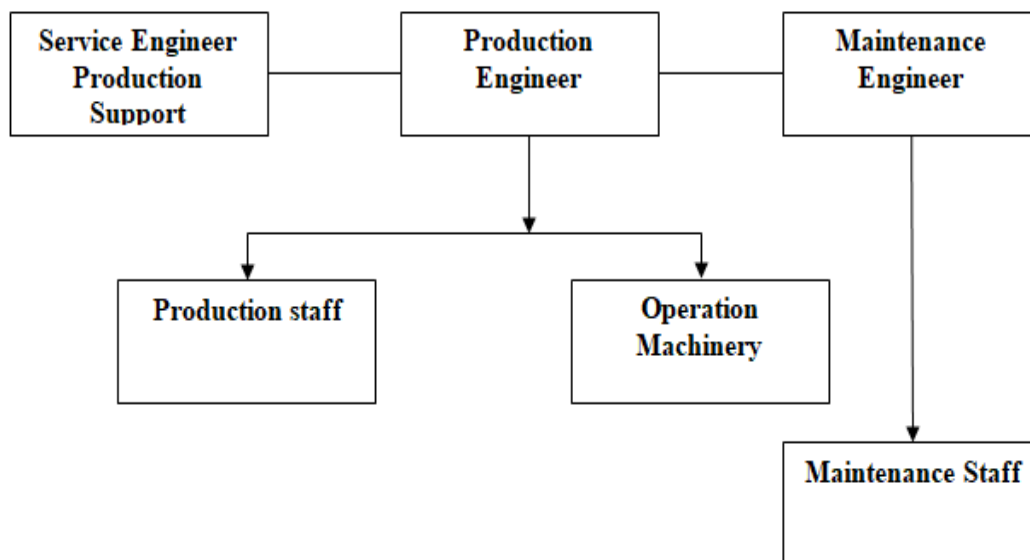 Service Engineer
Production
Support
Production
Engineer
Maintenance
Engineer
Production staff
Operation
Machinery
Maintenance Staff